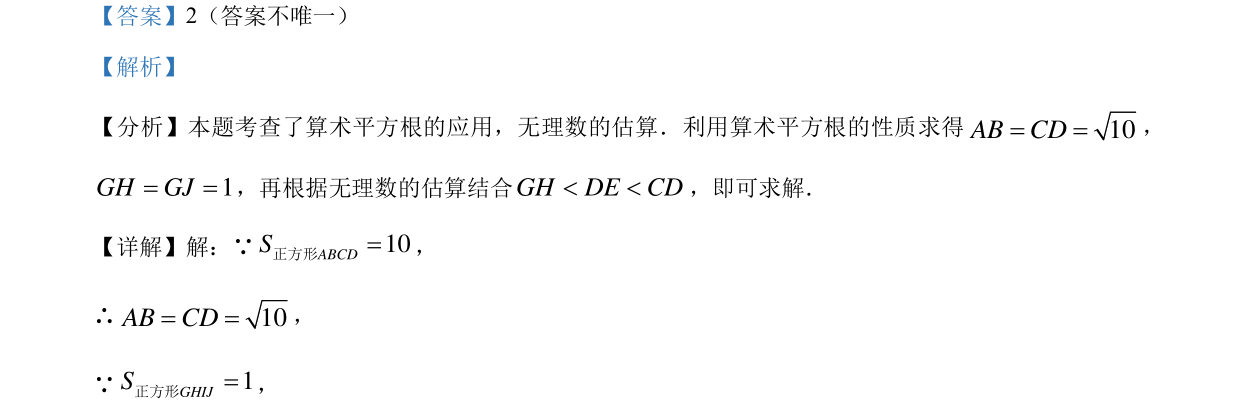 【答案】2（答案不唯一）
【解析】
【分析】本题考查了算术平方根的应用，无理数的估算．利用算术平方根的性质求得 AB = CD = √10 ，
GH = GJ = 1，再根据无理数的估算结合 GH < DE < CD ，即可求解．
【详解】解：∵ S正方形ABCD = 10 ，
∴ AB = CD = √10 ，
∵ S正方形GHIJ = 1 ，